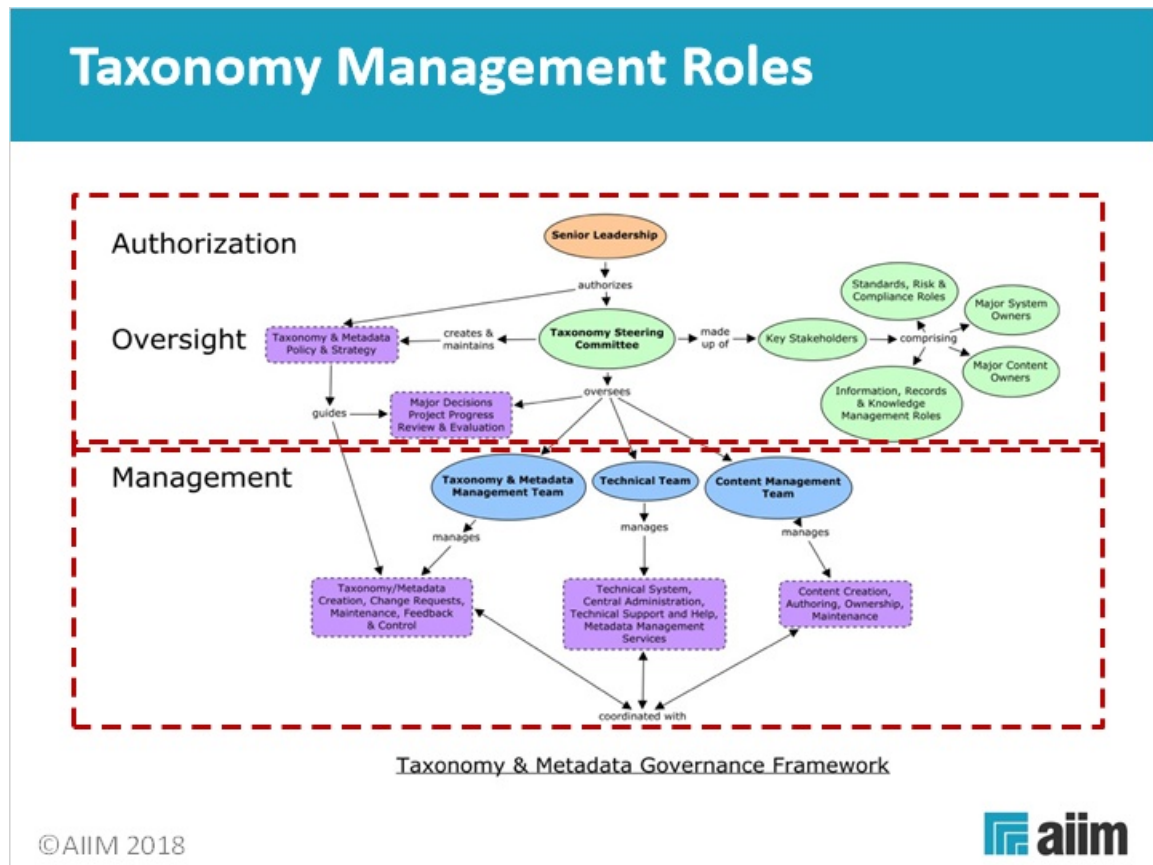 Taxonomy Management Roles
Authorization
Senior Leadership
authorizes
Oversight
Taxonomy & Metadata
Policy & Strategy
creates &
maintains
Taxonomy Steering
Committee
made
up of
Key Stakeholders
comprising
Standards, Risk &
Compliance Roles
Major System
Owners
Major Content
Owners
Information, Records
& Knowledge
Management Roles
guides
Major Decisions
Project Progress
Review & Evaluation
oversees
Management
Taxonomy & Metadata
Management Team
Technical Team
Content Management
Team
manages
manages
manages
Taxonomy/Metadata
Creation, Change Requests,
Maintenance, Feedback
& Control
Technical System,
Central Administration,
Technical Support and Help,
Metadata Management
Services
Content Creation,
Authoring, Ownership,
Maintenance
coordinated with
Taxonomy & Metadata Governance Framework
©AIIM 2018
aiim